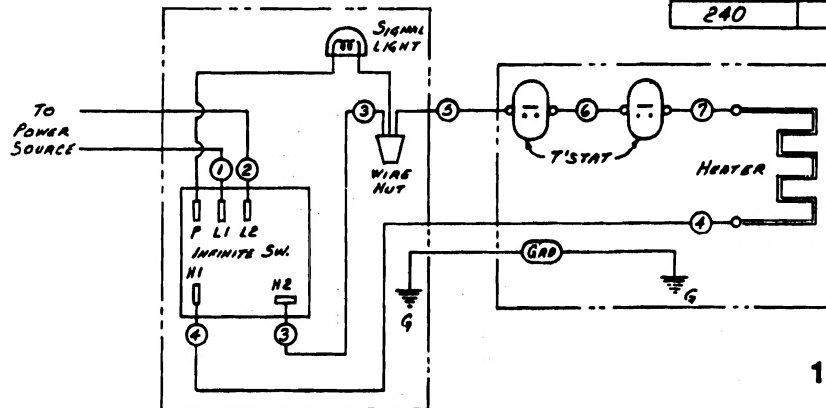 240
SIGNAL
LIGHT
TO
POWER
SOURCE
3
5
6
7
1
2
WIRE
NUT
T'STAT
HEATER
P L1 L2
INFINITE SW.
H1
H2
4
GRD
G
G
4
3
1